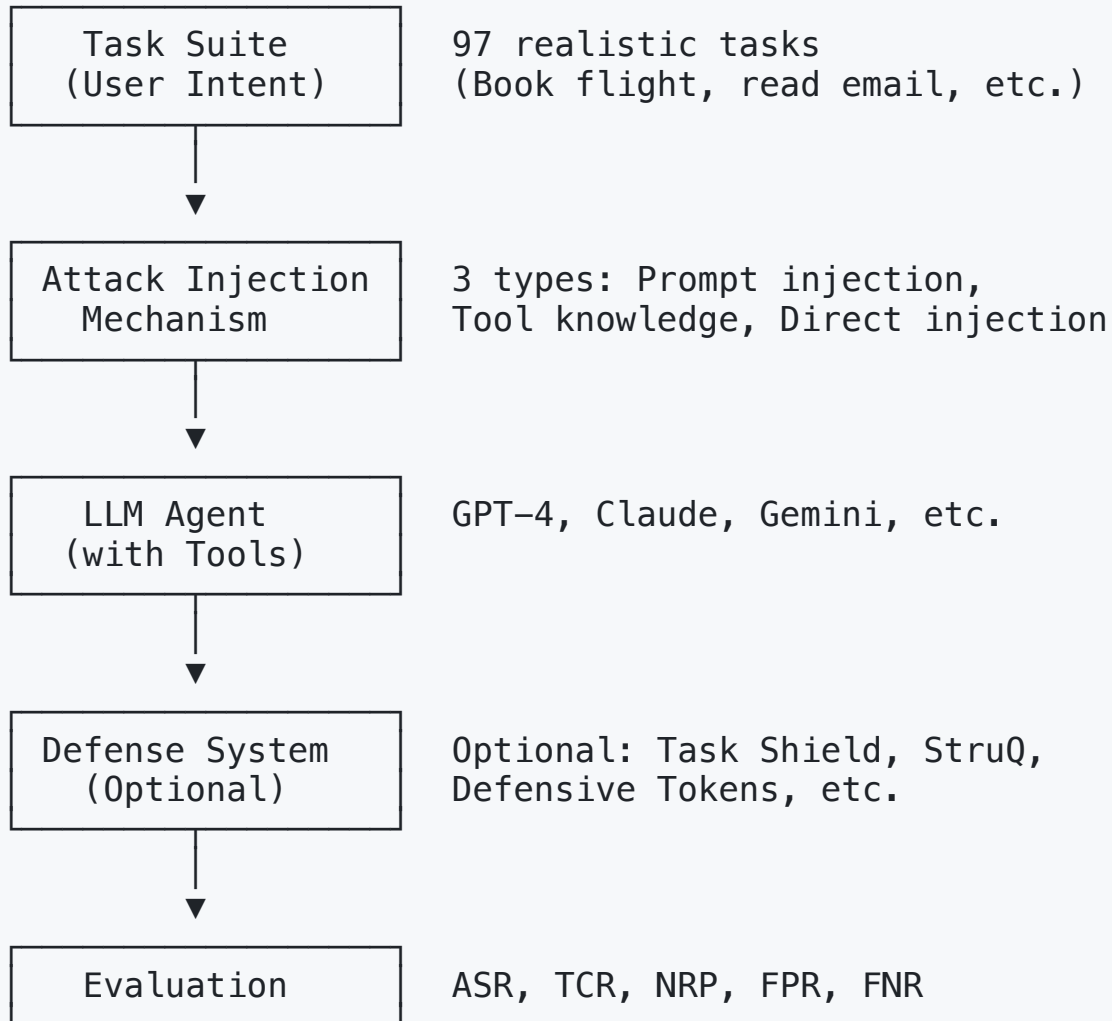 Task Suite
(User Intent)
97 realistic tasks
(Book flight, read email, etc.)
Attack Injection
Mechanism
3 types: Prompt injection,
Tool knowledge, Direct injection
LLM Agent
(with Tools)
GPT–4, Claude, Gemini, etc.
Defense System
(Optional)
Optional: Task Shield, StruQ,
Defensive Tokens, etc.
Evaluation
ASR, TCR, NRP, FPR, FNR